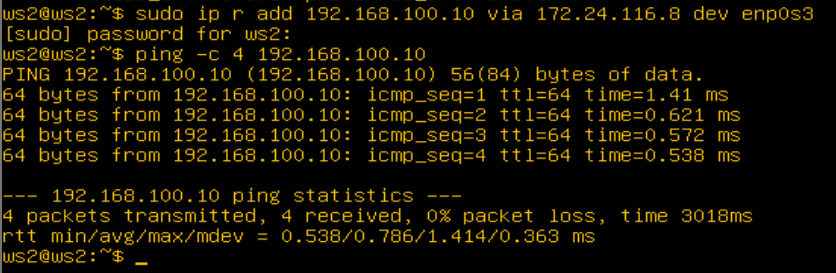 ws2@ws2:~$ sudo ip r add 192.168.100.10 via 172.24.116.8 dev enp0s3
[sudo] password for ws2:
ws2@ws2:~$ ping -c 4 192.168.100.10
PING 192.168.100.10 (192.168.100.10) 56(84) bytes of data.
64 bytes from 192.168.100.10: icmp_seq=1 ttl=64 time=1.41 ms
64 bytes from 192.168.100.10: icmp_seq=2 ttl=64 time=0.621 ms
64 bytes from 192.168.100.10: icmp_seq=3 ttl=64 time=0.572 ms
64 bytes from 192.168.100.10: icmp_seq=4 ttl=64 time=0.538 ms

--- 192.168.100.10 ping statistics ---
4 packets transmitted, 4 received, 0% packet loss, time 3018ms
rtt min/avg/max/mdev = 0.538/0.786/1.414/0.363 ms
ws2@ws2:~$ _